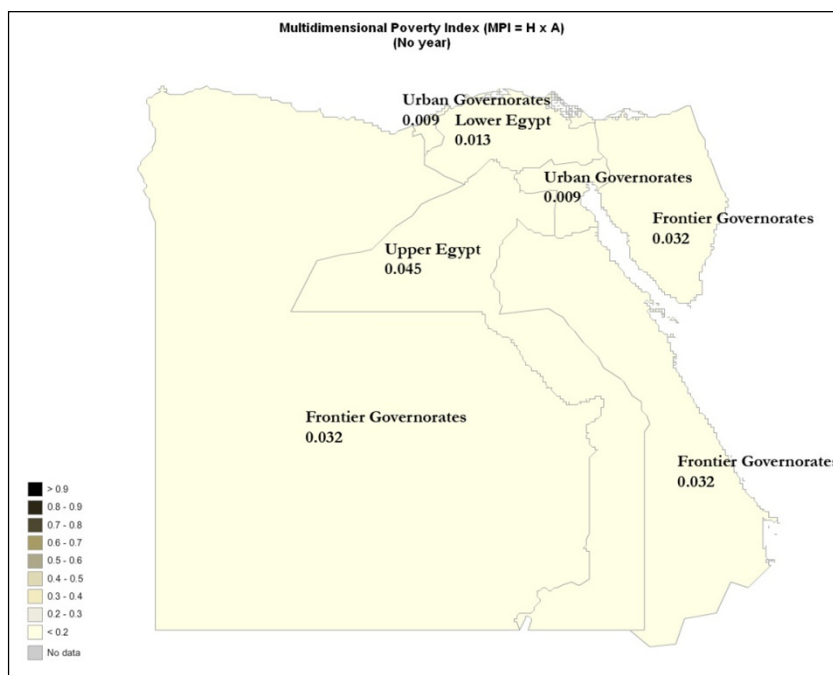 Multidimensional Poverty Index (MPI = H x A)
(No year)
Urban Governorates
0.009
Lower Egypt
0.013
Urban Governorates
0.009
Frontier Governorates
0.032
Upper Egypt
0.045
Frontier Governorates
0.032
Frontier Governorates
0.032
> 0.9
0.8 - 0.9
0.7 - 0.8
0.6 - 0.7
0.5 - 0.6
0.4 - 0.5
0.3 - 0.4
0.2 - 0.3
< 0.2
No data